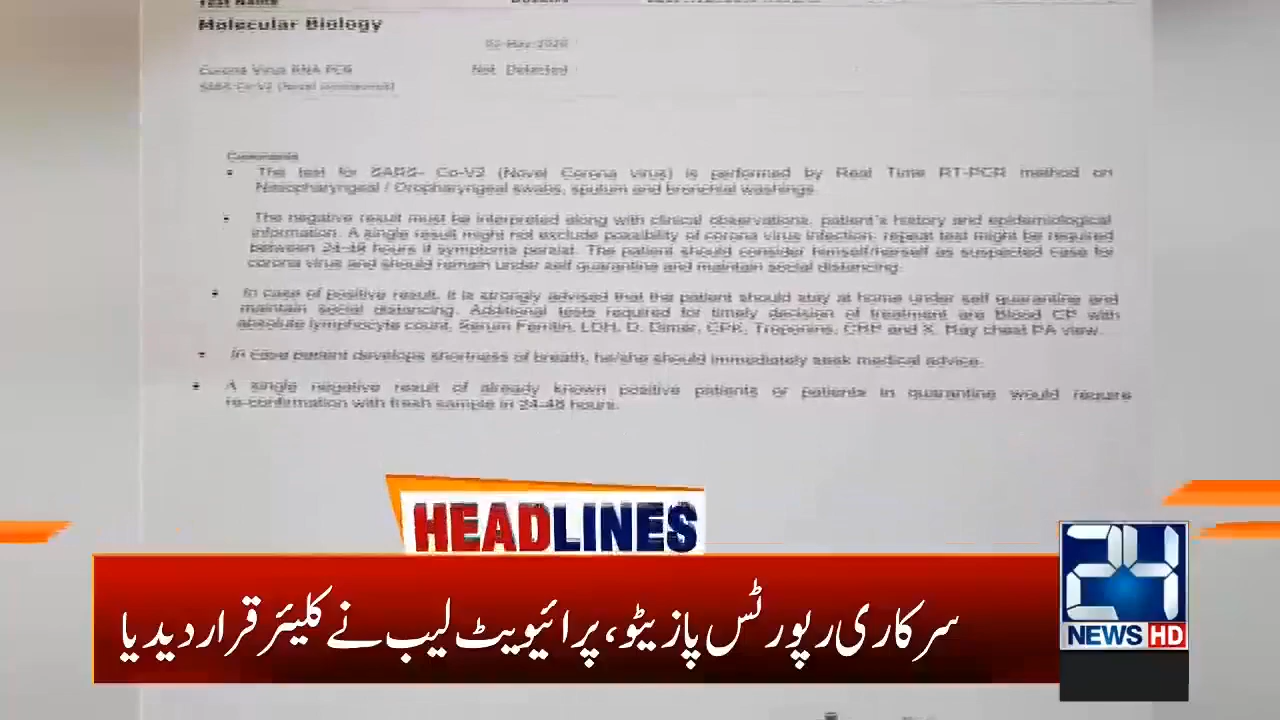 Test Name
Molecular Biology
02-May-2020
Corona Virus RNA PCR Not Detected
SARS-Co-V2 (Novel coronavirus)
Comments
• The test for SARS- Co-V2 (Novel Corona virus) is performed by Real Time RT-PCR method on
Nasopharyngeal / Oropharyngeal swabs, sputum and bronchial washings.
• The negative result must be interpreted along with clinical observations, patient's history and epidemiological
information. A single result might not exclude possibility of corona virus infection, repeat test might be required
between 24-48 hours if symptoms persist. The patient should consider himself/herself as suspected case for
corona virus and should remain under self quarantine and maintain social distancing.
• In case of positive result, it is strongly advised that the patient should stay at home under self quarantine and
maintain social distancing. Additional tests required for timely decision of treatment are Blood CP with
absolute lymphocyte count, Serum Ferritin, LDH, D. Dimer, CPK, Troponins, CRP and X. Ray chest PA view.
• In case patient develops shortness of breath, he/she should immediately seek medical advice.
• A single negative result of already known positive patients or patients in quarantine would require
re-confirmation with fresh sample in 24-48 hours.
HEADLINES
سرکاری رپورٹس پازیٹو، پرائیویٹ لیب نے کلیئر قرار دیدیا
24
NEWS HD